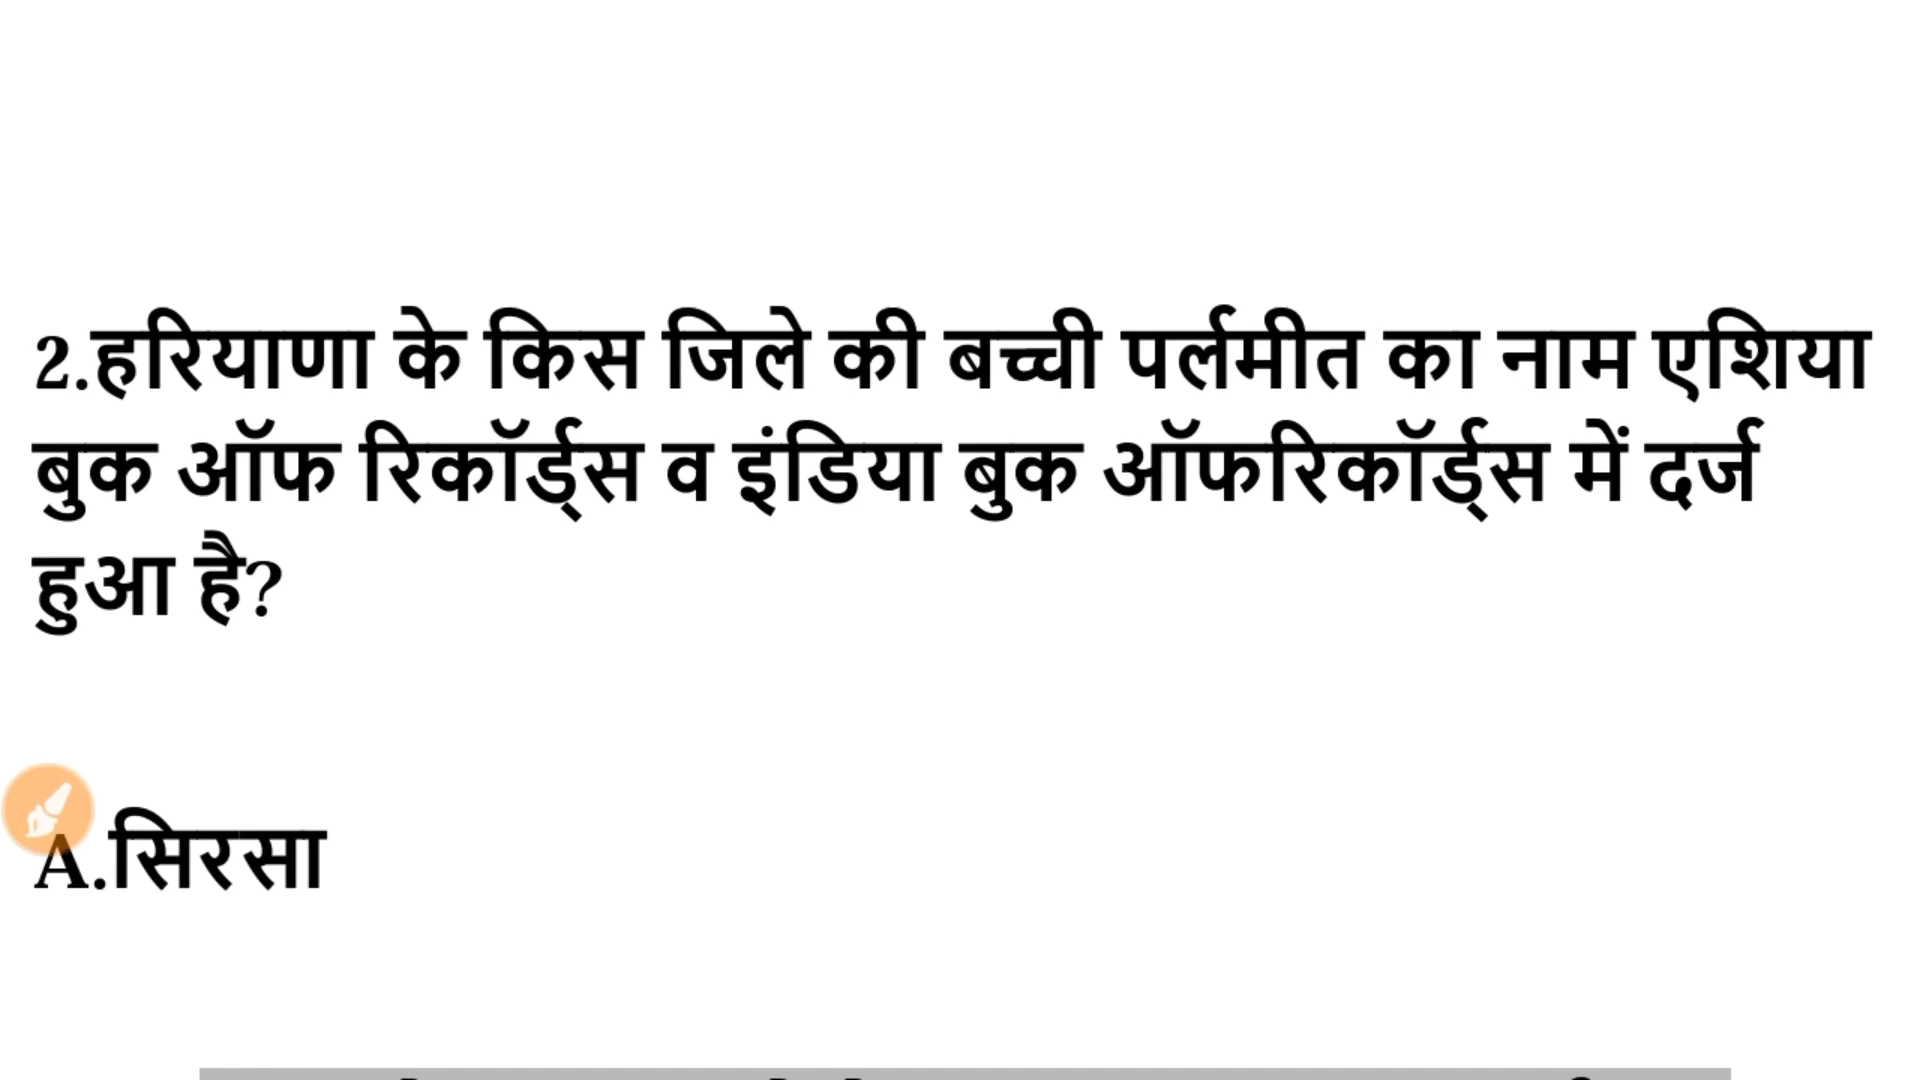 2.हरियाणा के किस जिले की बच्ची पर्लमीत का नाम एशिया
बुक ऑफ रिकॉर्ड्स व इंडिया बुक ऑफरिकॉर्ड्स में दर्ज
हुआ है?
A.सिरसा